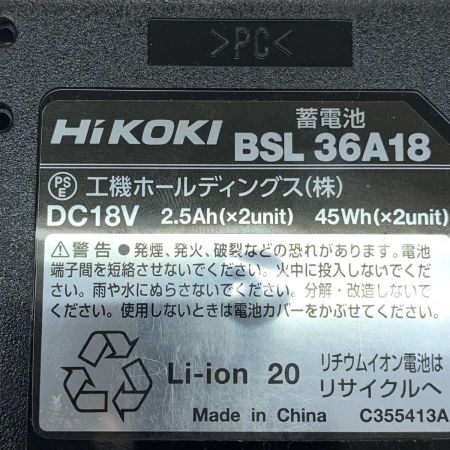 >PC<
HiKOKI 蓄電池 BSL 36A18
PS E 工機ホールディングス(株)
DC18V 2.5Ah(×2unit) 45Wh(×2unit)
⚠警告 ●発煙、発火、破裂などの恐れがあります。電池
端子間を短絡させないでください。火中に投入しないでくだ
さい。雨や水にぬらさないでください。分解・改造しないで
ください。使用しないときは電池カバーをかぶせてください。
Li-ion 20 リチウムイオン電池は
リサイクルへ
Made in China C355413A